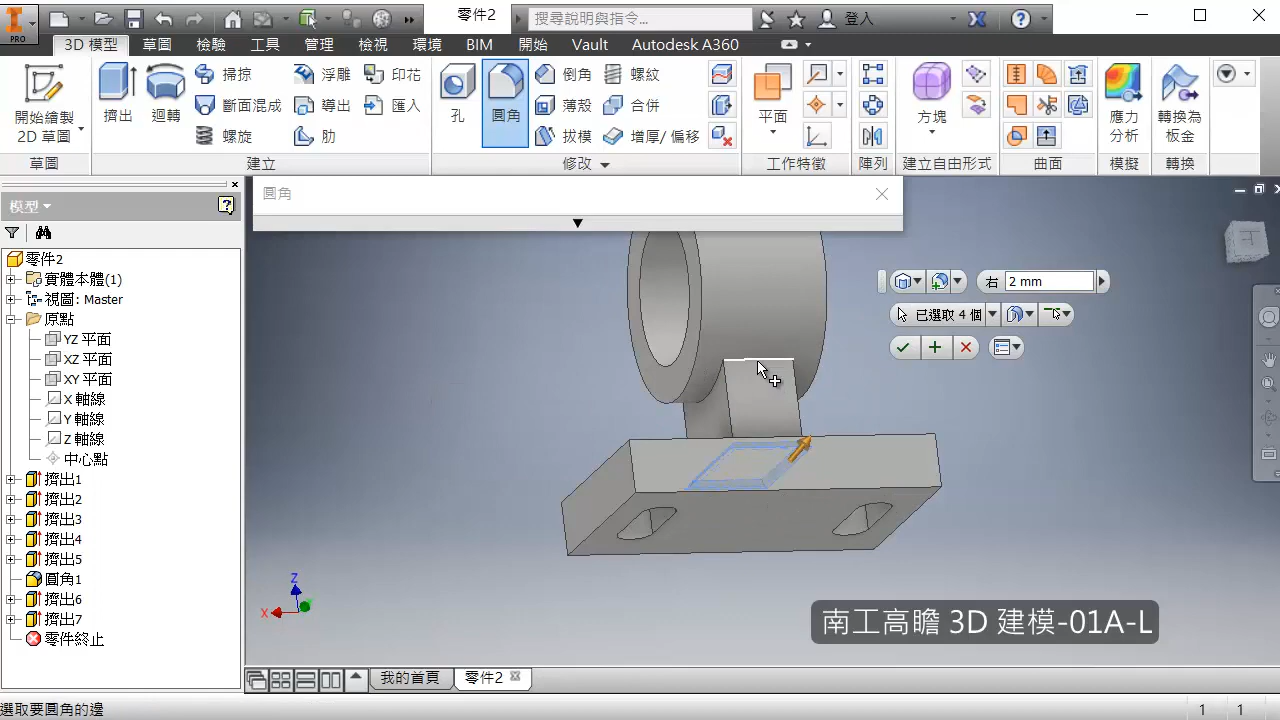 PRO
零件2
搜尋說明與指令...
登入
3D 模型
草圖
檢驗
工具
管理
檢視
環境
BIM
開始
Vault
Autodesk A360
開始繪製
2D 草圖
擠出
迴轉
掃掠
斷面混成
螺旋
浮雕
導出
肋
印花
匯入
孔
圓角
倒角
薄殼
拔模
螺紋
合併
增厚/ 偏移
平面
方塊
應力
分析
轉換為
板金
草圖
建立
修改
工作特徵
陣列
建立自由形式
曲面
模擬
轉換
模型
圓角
零件2
實體本體(1)
視圖: Master
原點
YZ 平面
XZ 平面
XY 平面
X 軸線
Y 軸線
Z 軸線
中心點
擠出1
擠出2
擠出3
擠出4
擠出5
圓角1
擠出6
擠出7
零件終止
右
2 mm
已選取 4 個
Z
X
南工高瞻 3D 建模-01A-L
我的首頁
零件2
選取要圓角的邊
1
1